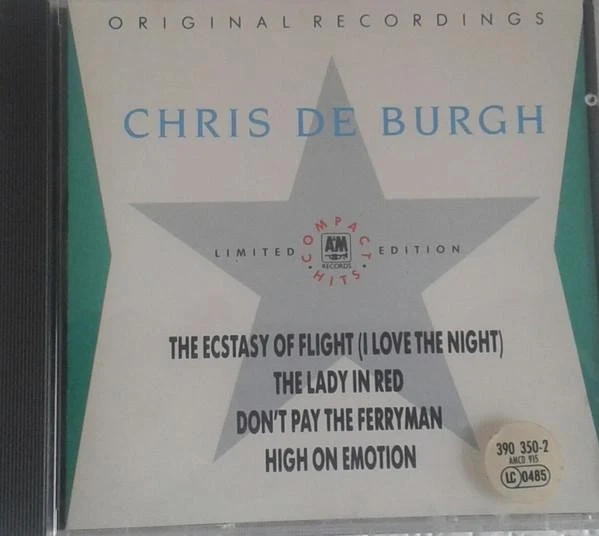 ORIGINAL RECORDINGS
CHRIS DE BURGH
LIMITED EDITION
COMPACT HITS
A&M
RECORDS
THE ECSTASY OF FLIGHT (I LOVE THE NIGHT)
THE LADY IN RED
DON'T PAY THE FERRYMAN
HIGH ON EMOTION
390 350-2
AMCD 915
LC 0485